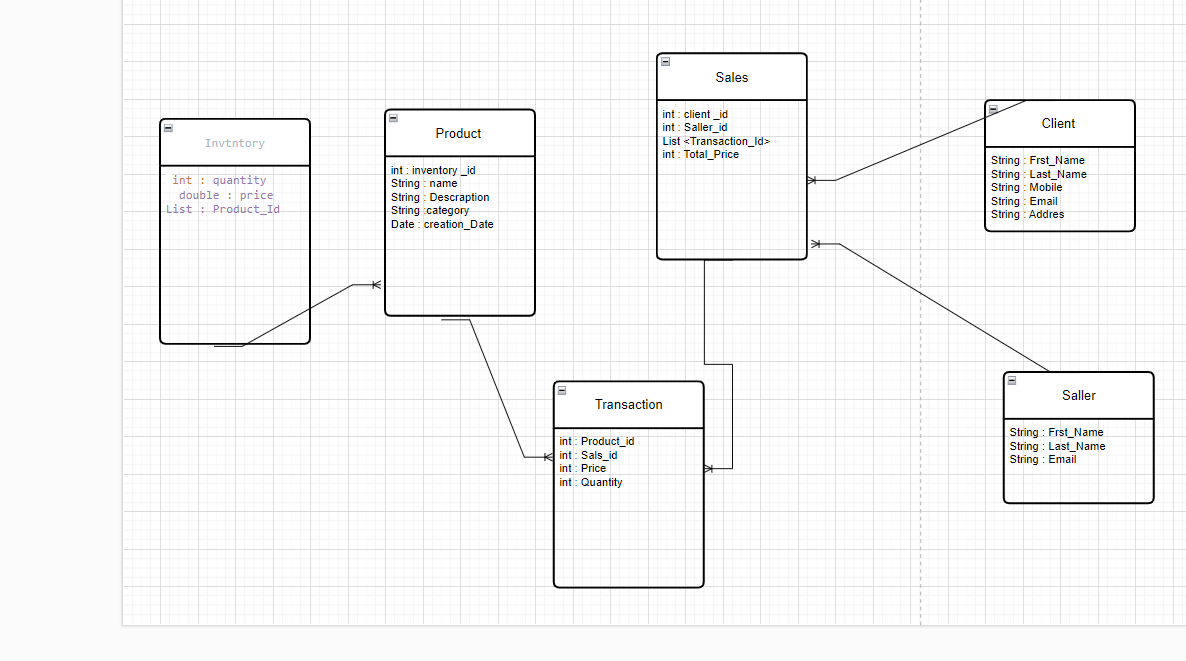 Invtntory
int : quantity
double : price
List : Product_Id
Product
int : inventory _id
String : name
String : Descraption
String :category
Date : creation_Date
Sales
int : client _id
int : Saller_id
List <Transaction_Id>
int : Total_Price
Client
String : Frst_Name
String : Last_Name
String : Mobile
String : Email
String : Addres
Transaction
int : Product_id
int : Sals_id
int : Price
int : Quantity
Saller
String : Frst_Name
String : Last_Name
String : Email